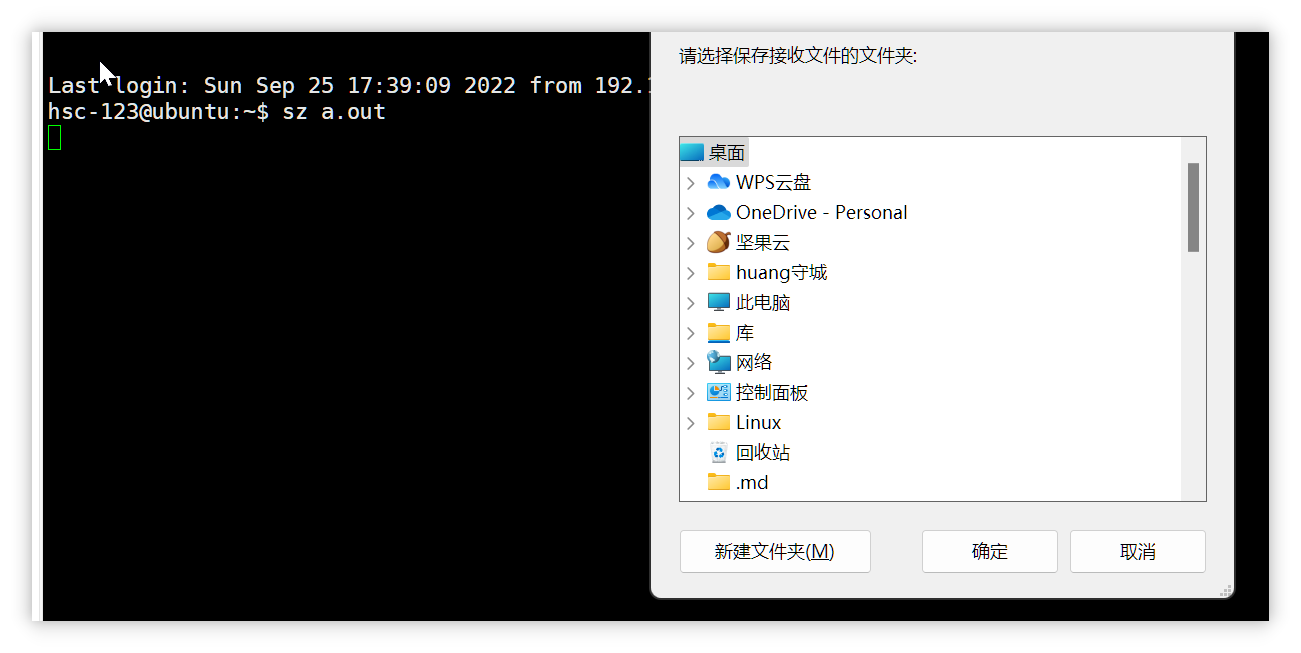 Last login: Sun Sep 25 17:39:09 2022 from 192.1
hsc-123@ubuntu:~$ sz a.out
请选择保存接收文件的文件夹:
桌面
WPS云盘
OneDrive - Personal
坚果云
huang守城
此电脑
库
网络
控制面板
Linux
回收站
.md
新建文件夹(M) 确定 取消